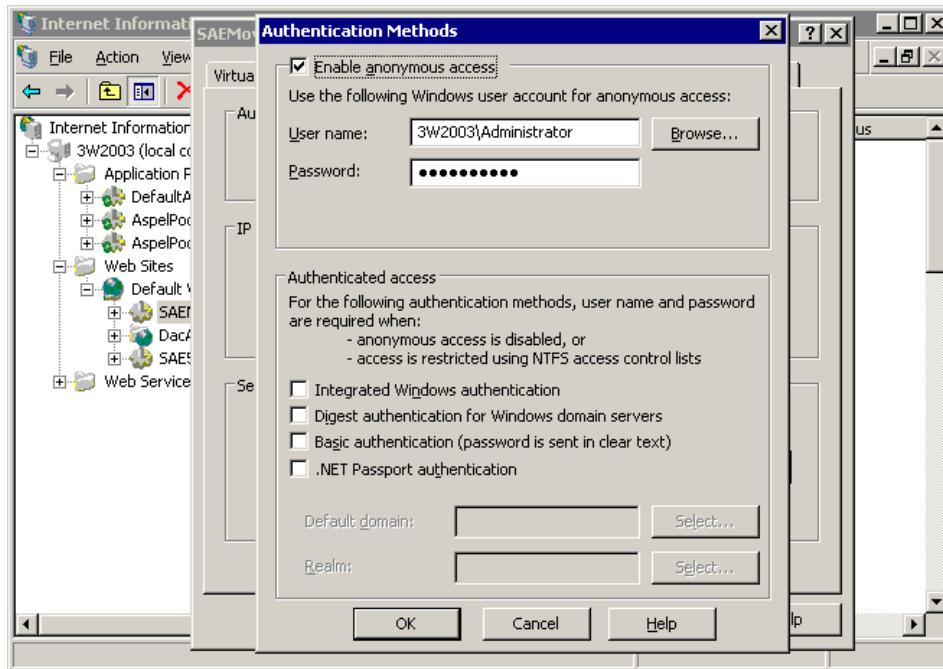 Internet Informati
File Action View
Internet Information
3W2003 (local co
Application P
DefaultA
AspelPoo
AspelPoo
Web Sites
Default W
SAEM
DacA
SAE5
Web Service
SAEMov
Virtua
Au
IP
Se
us
lp
Authentication Methods
Enable anonymous access
Use the following Windows user account for anonymous access:
User name: 3W2003\Administrator Browse...
Password: ●●●●●●●●●●
Authenticated access
For the following authentication methods, user name and password
are required when:
- anonymous access is disabled, or
- access is restricted using NTFS access control lists
Integrated Windows authentication
Digest authentication for Windows domain servers
Basic authentication (password is sent in clear text)
.NET Passport authentication
Default domain: Select...
Realm: Select...
OK Cancel Help